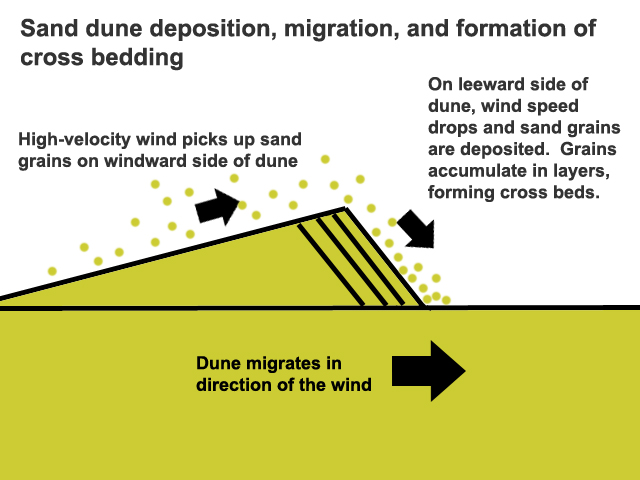 Sand dune deposition, migration, and formation of
cross bedding
High-velocity wind picks up sand
grains on windward side of dune
On leeward side of
dune, wind speed
drops and sand grains
are deposited.  Grains
accumulate in layers,
forming cross beds.
Dune migrates in
direction of the wind